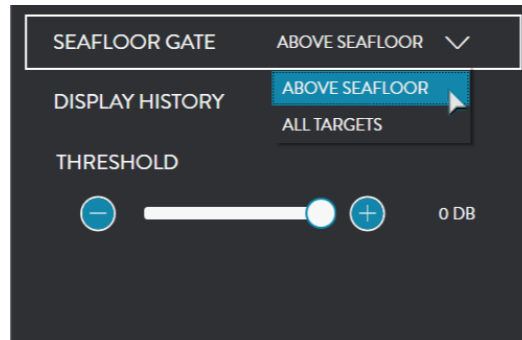 SEAFLOOR GATE ABOVE SEAFLOOR
ABOVE SEAFLOOR
DISPLAY HISTORY
ALL TARGETS
THRESHOLD
0 DB